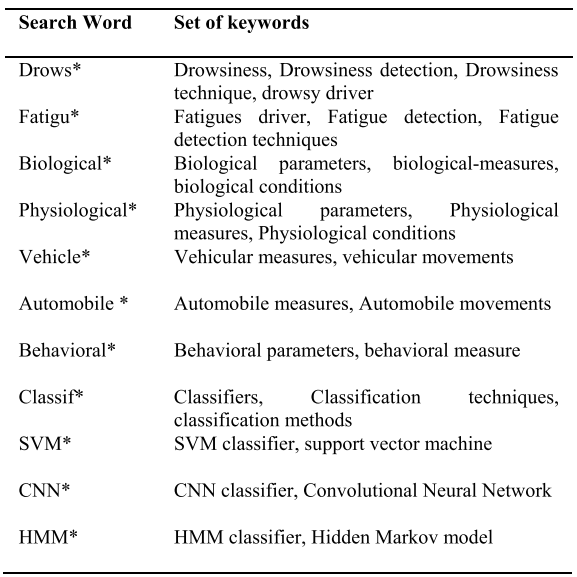 Search Word Set of keywords
Drows* Drowsiness, Drowsiness detection, Drowsiness
technique, drowsy driver
Fatigu* Fatigues driver, Fatigue detection, Fatigue
detection techniques
Biological* Biological parameters, biological-measures,
biological conditions
Physiological* Physiological parameters, Physiological
measures, Physiological conditions
Vehicle* Vehicular measures, vehicular movements
Automobile * Automobile measures, Automobile movements
Behavioral* Behavioral parameters, behavioral measure
Classif* Classifiers, Classification techniques,
classification methods
SVM* SVM classifier, support vector machine
CNN* CNN classifier, Convolutional Neural Network
HMM* HMM classifier, Hidden Markov model